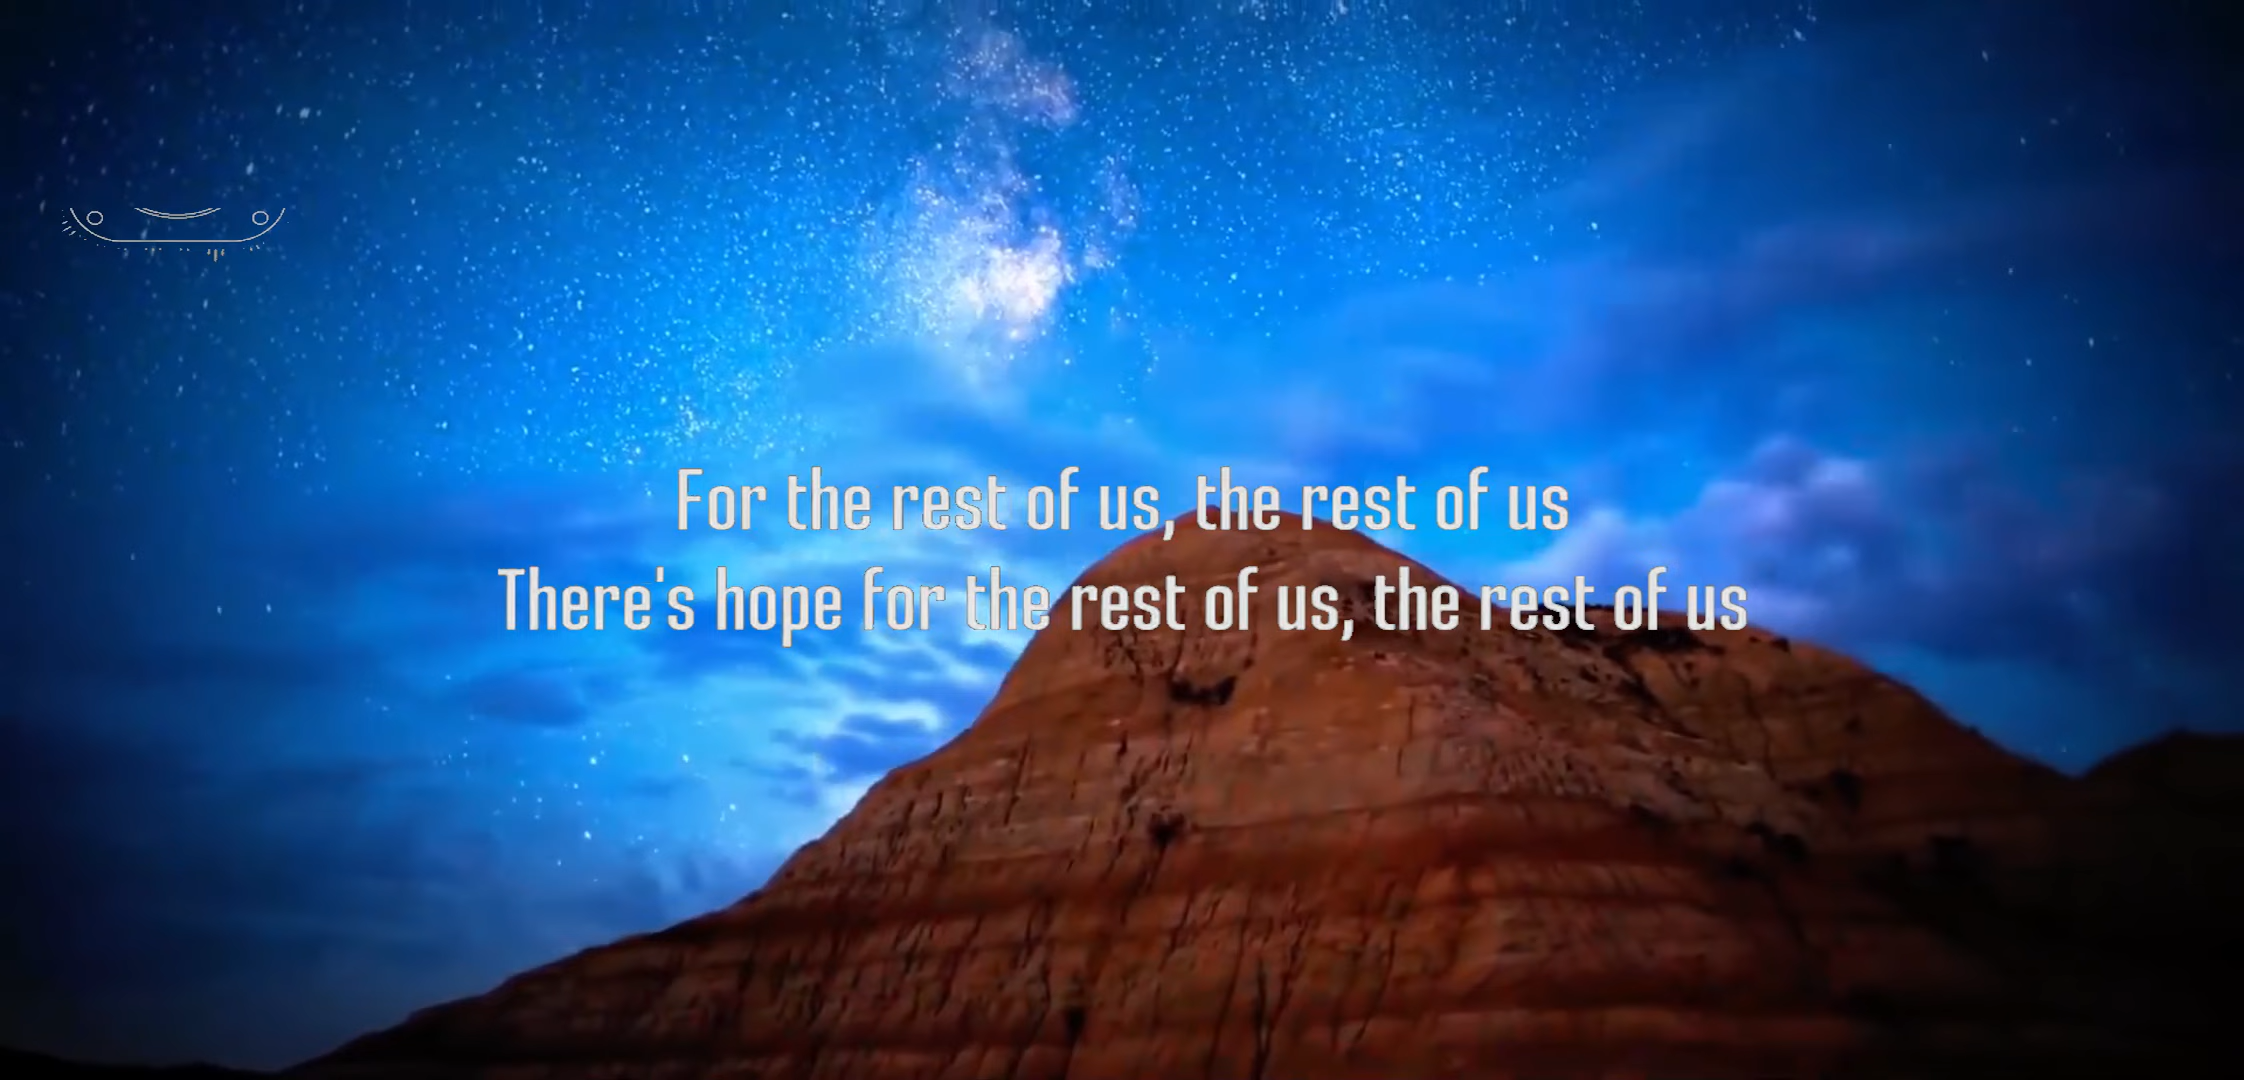 For the rest of us, the rest of us
There's hope for the rest of us, the rest of us